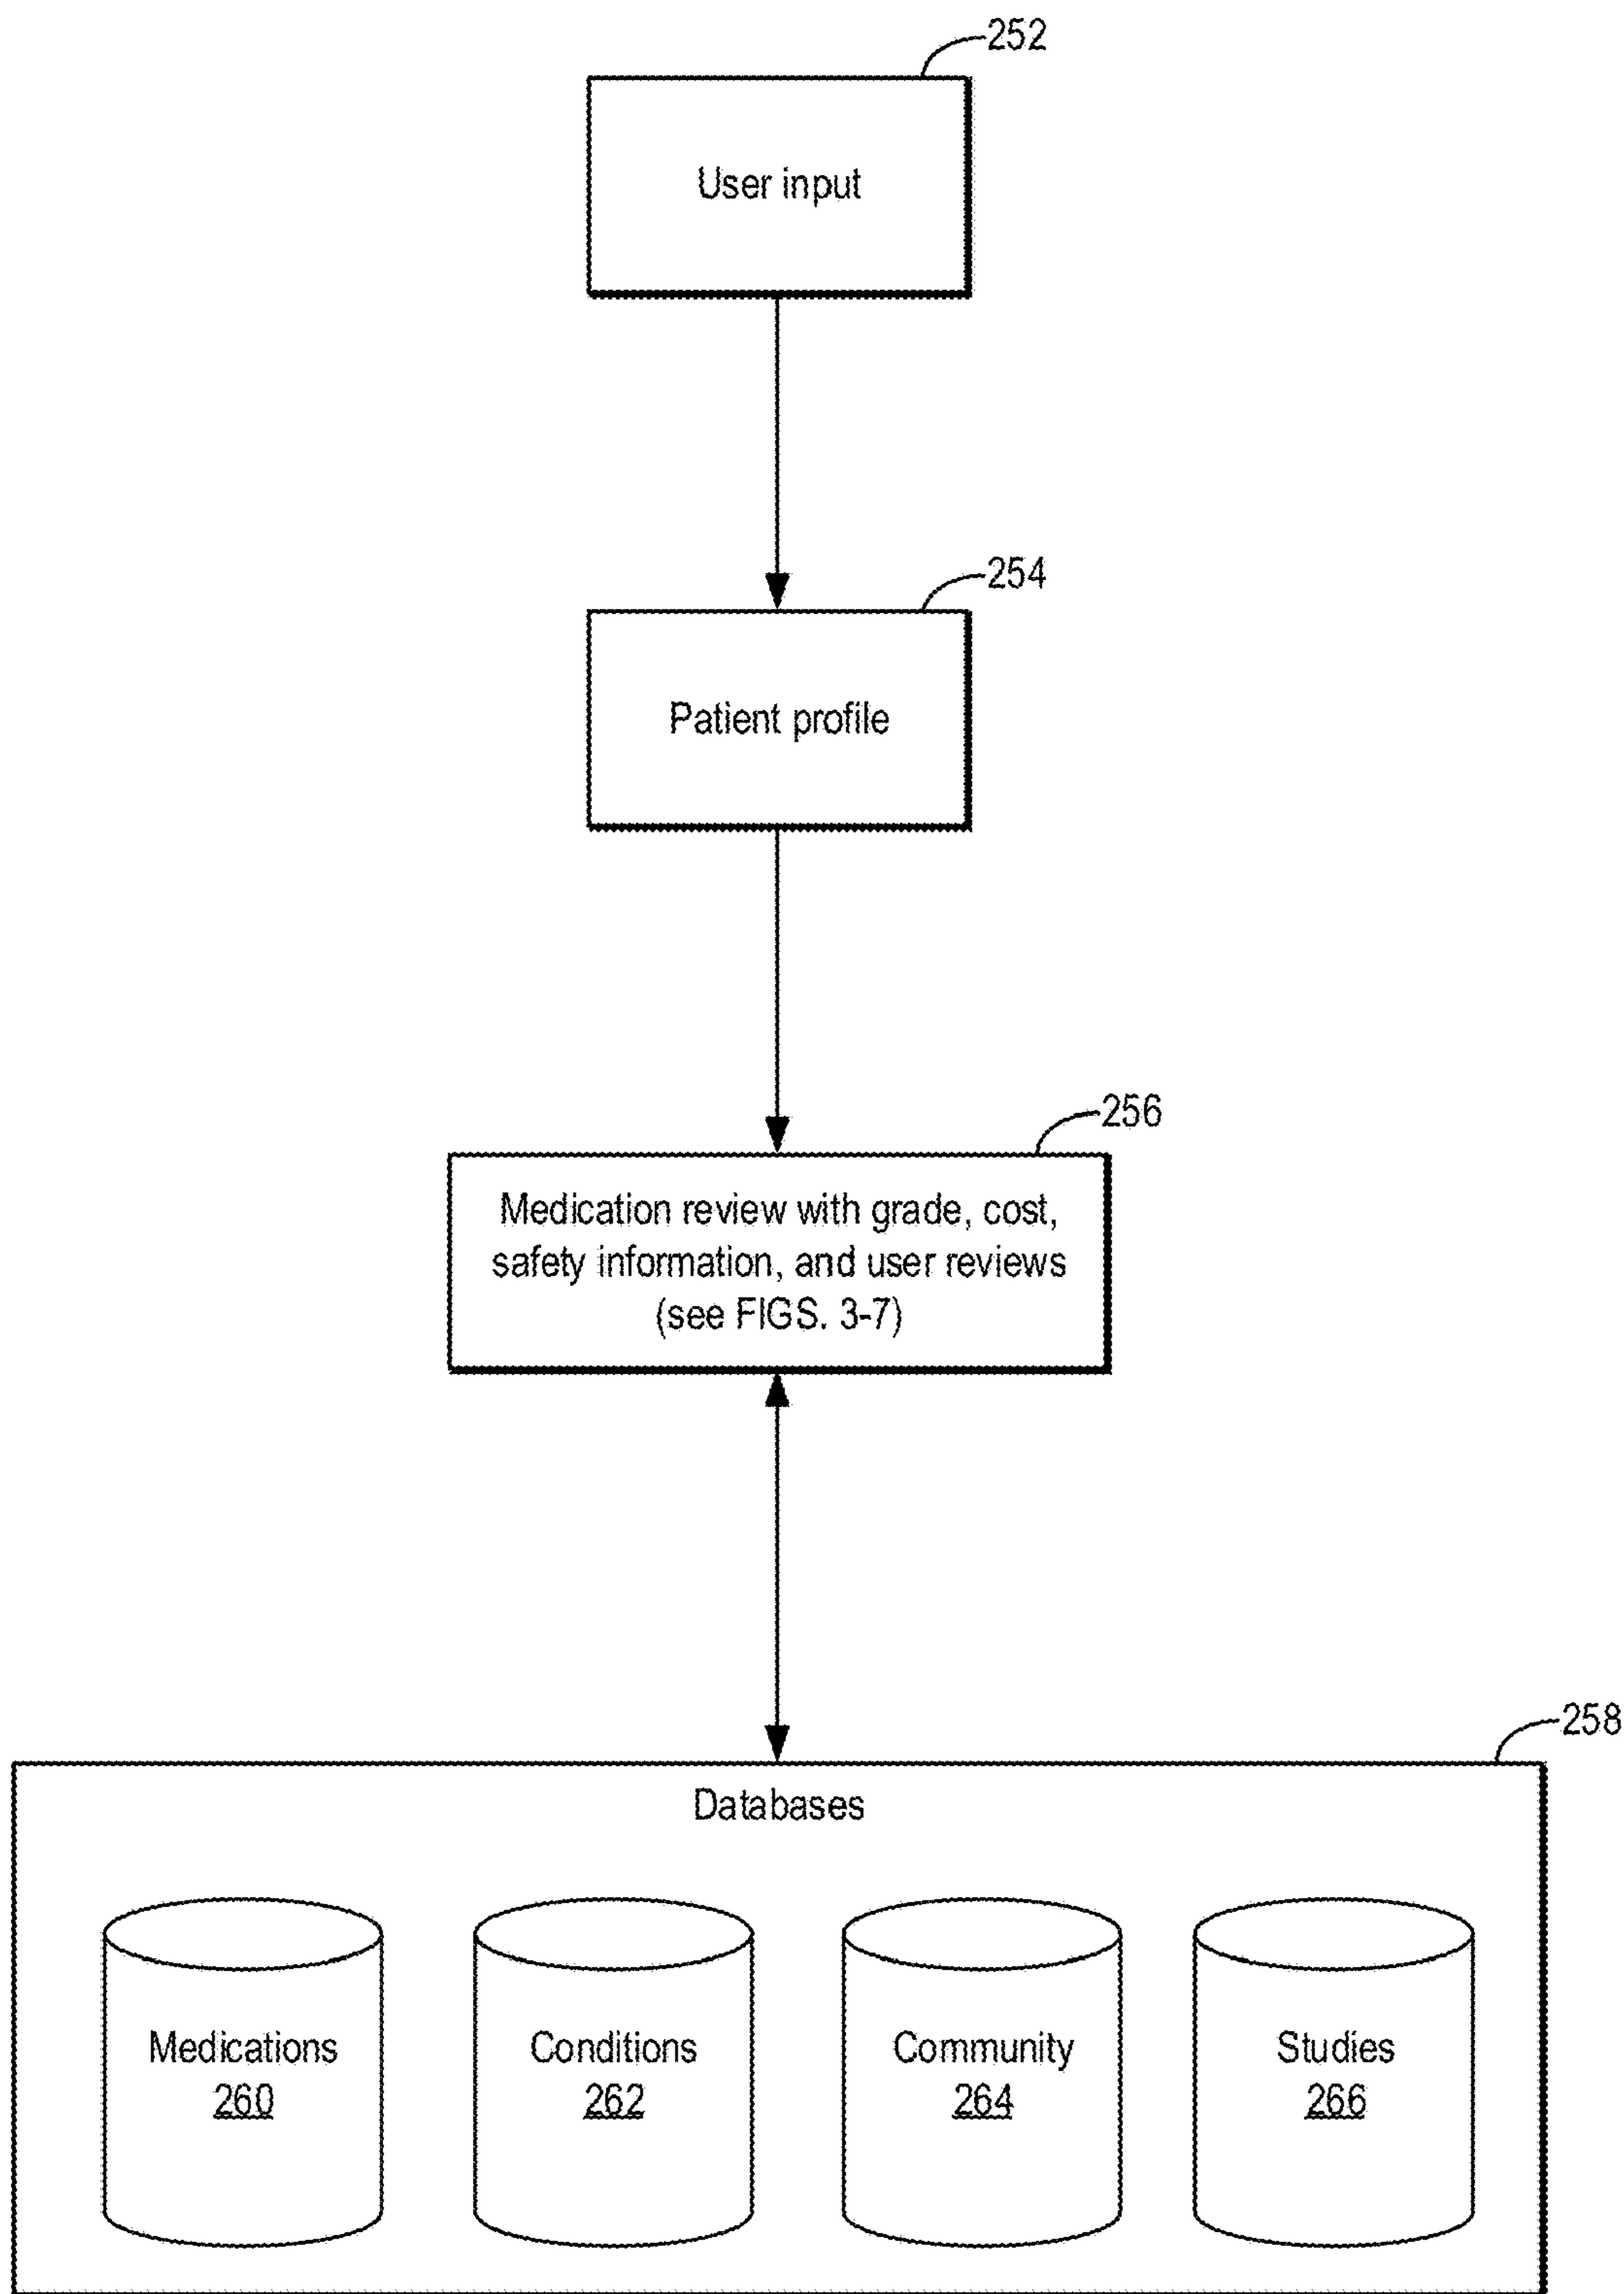 252
User input
254
Patient profile
256
Medication review with grade, cost,
safety information, and user reviews
(see FIGS. 3-7)
258
Databases
Medications
260
Conditions
262
Community
264
Studies
266